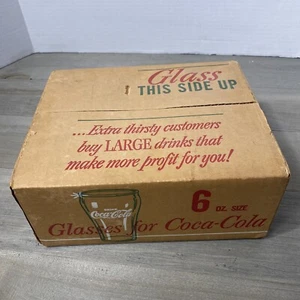 Glass
THIS SIDE UP
...Extra thirsty customers
buy LARGE drinks that
make more profit for you!
6 OZ. SIZE
DRINK
Coca-Cola
Glasses for Coca-Cola